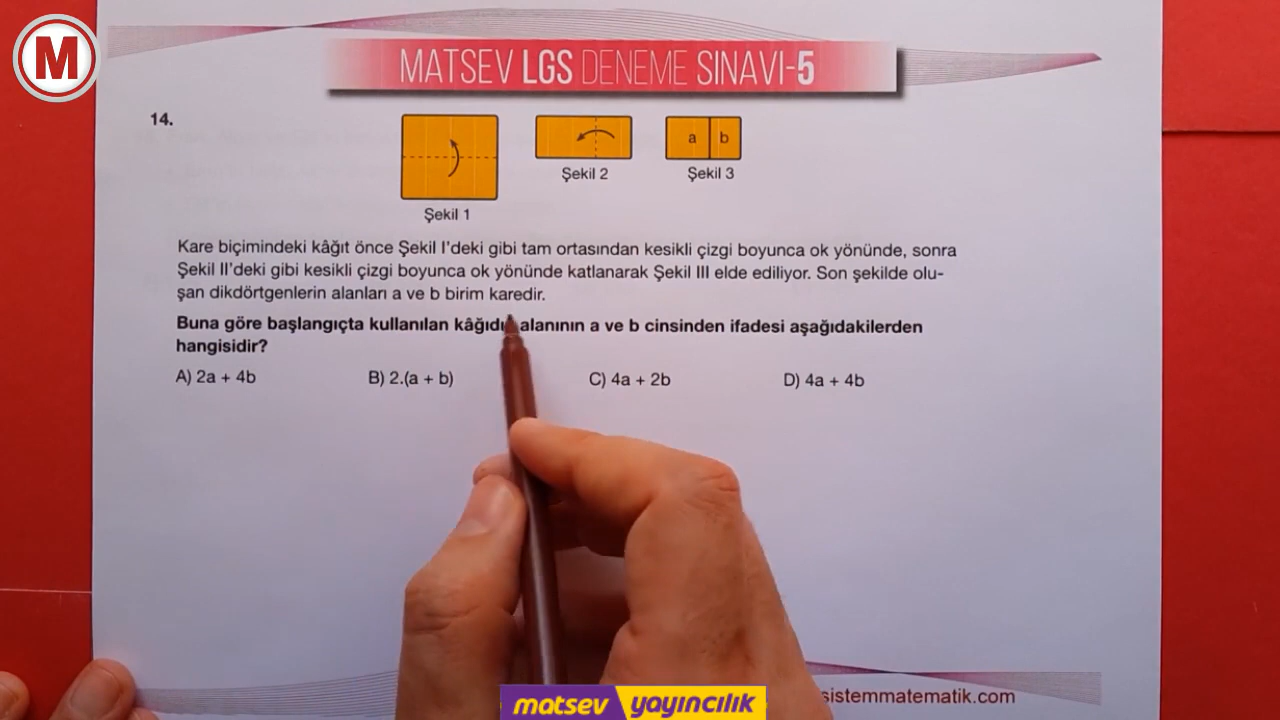 M
MATSEV LGS DENEME SINAVI-5
14.
a b
Şekil 1
Şekil 2
Şekil 3
Kare biçimindeki kâğıt önce Şekil I'deki gibi tam ortasından kesikli çizgi boyunca ok yönünde, sonra
Şekil II'deki gibi kesikli çizgi boyunca ok yönünde katlanarak Şekil III elde ediliyor. Son şekilde olu-
şan dikdörtgenlerin alanları a ve b birim karedir.
Buna göre başlangıçta kullanılan alanının a ve b cinsinden ifadesi aşağıdakilerden
hangisidir?
A) 2a + 4b B) 2.(a + b) C) 4a + 2b D) 4a + 4b
sistemmatematik.com
matsev yayıncılık